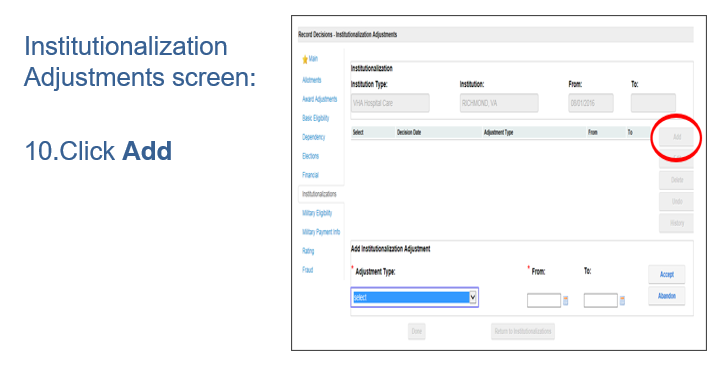 Institutionalization
Adjustments screen:
10.Click Add
Record Decisions - Institutionalization Adjustments
Main
Allotments
Award Adjustments
Basic Eligibility
Dependency
Elections
Financial
Institutionalizations
Military Eligibility
Military Payment Info
Rating
Fraud
Institutionalization
Institution Type: Institution: From: To:
VHA Hospital Care RICHMOND, VA 08/01/2016
Select Decision Date Adjustment Type From To Add
Delete
Undo
History
Add Institutionalization Adjustment
* Adjustment Type: * From: To: Accept
select Abandon
Done Return to Institutionalizations